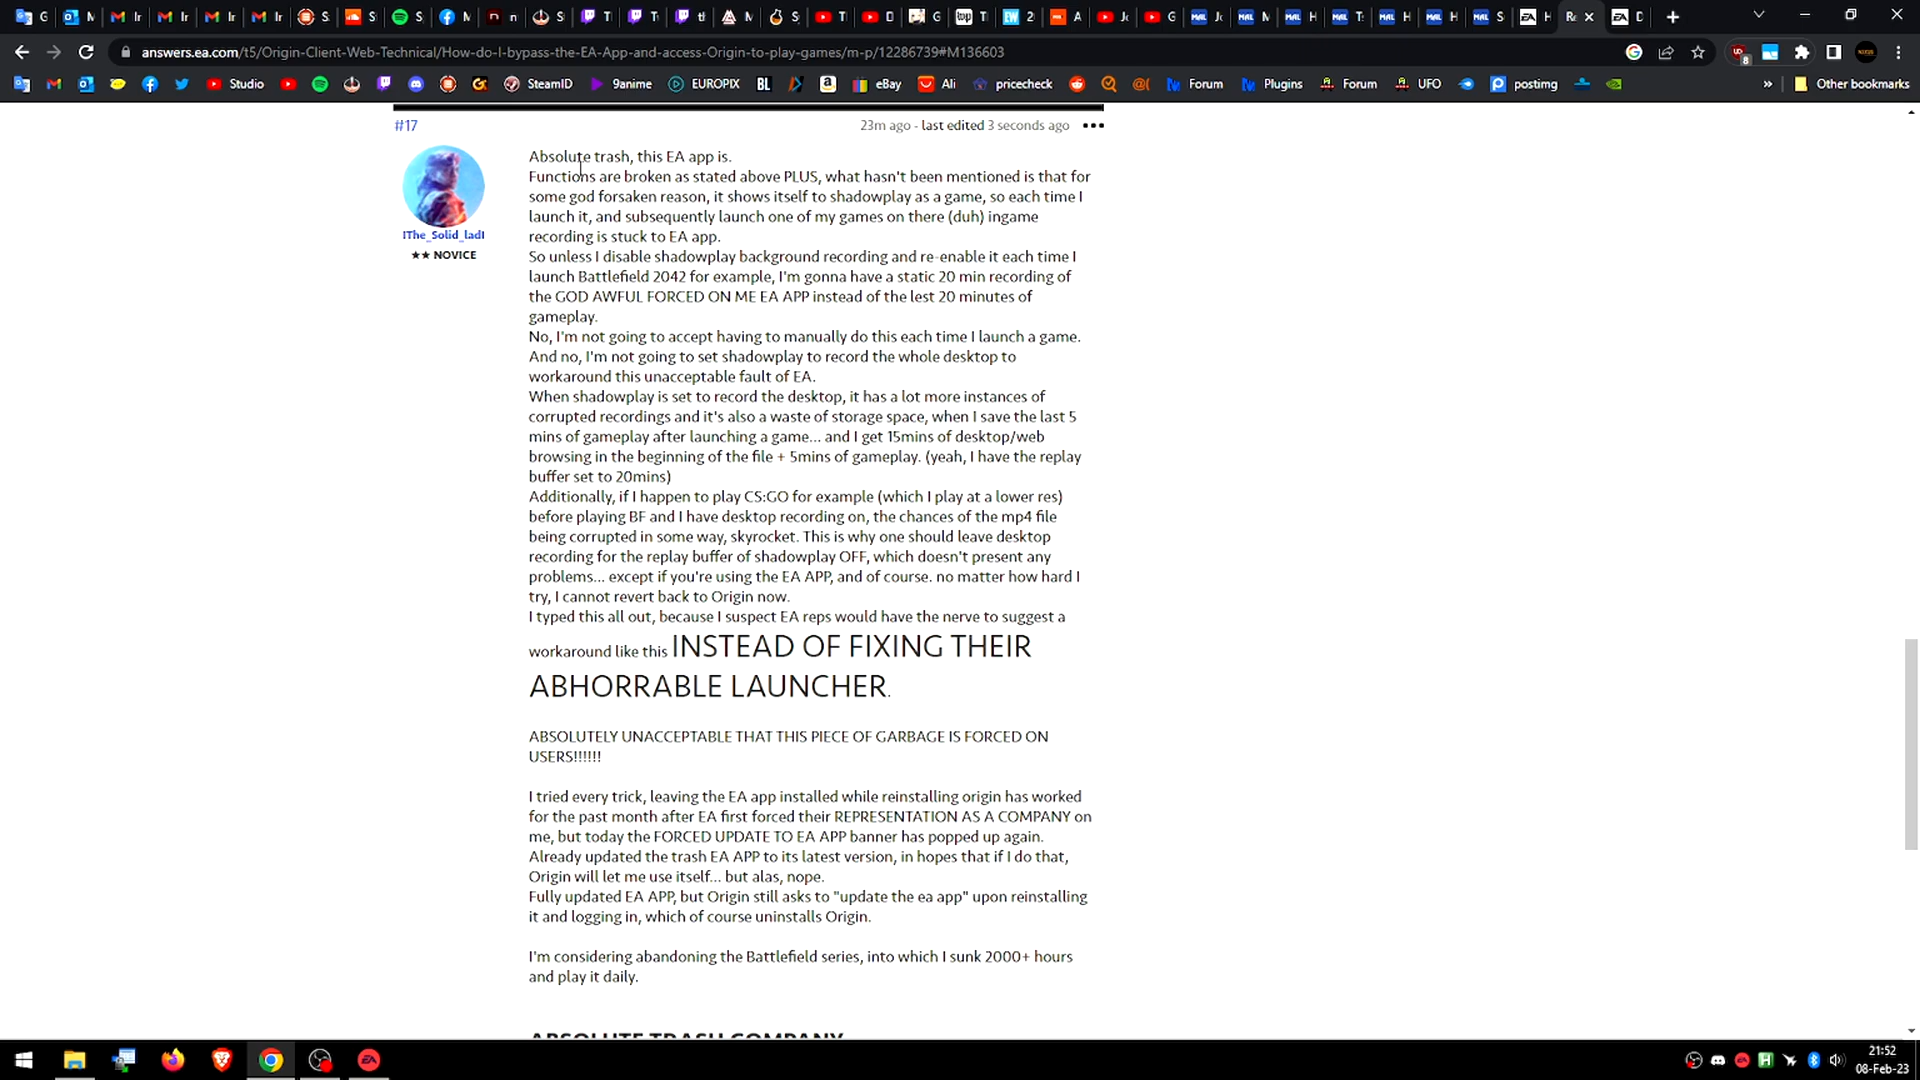 answers.ea.com/t5/Origin-Client-Web-Technical/How-do-I-bypass-the-EA-App-and-access-Origin-to-play-games/m-p/12286739#M136603
Studio SteamID 9anime EUROPIX BL eBay Ali pricecheck Forum Plugins Forum UFO postimg » Other bookmarks
#17 23m ago - last edited 3 seconds ago
Absolute trash, this EA app is.
Functions are broken as stated above PLUS, what hasn't been mentioned is that for
some god forsaken reason, it shows itself to shadowplay as a game, so each time I
launch it, and subsequently launch one of my games on there (duh) ingame
recording is stuck to EA app.
!The_Solid_lad!
★★ NOVICE
So unless I disable shadowplay background recording and re-enable it each time I
launch Battlefield 2042 for example, I'm gonna have a static 20 min recording of
the GOD AWFUL FORCED ON ME EA APP instead of the lest 20 minutes of
gameplay.
No, I'm not going to accept having to manually do this each time I launch a game.
And no, I'm not going to set shadowplay to record the whole desktop to
workaround this unacceptable fault of EA.
When shadowplay is set to record the desktop, it has a lot more instances of
corrupted recordings and it's also a waste of storage space, when I save the last 5
mins of gameplay after launching a game... and I get 15mins of desktop/web
browsing in the beginning of the file + 5mins of gameplay. (yeah, I have the replay
buffer set to 20mins)
Additionally, if I happen to play CS:GO for example (which I play at a lower res)
before playing BF and I have desktop recording on, the chances of the mp4 file
being corrupted in some way, skyrocket. This is why one should leave desktop
recording for the replay buffer of shadowplay OFF, which doesn't present any
problems... except if you're using the EA APP, and of course. no matter how hard I
try, I cannot revert back to Origin now.
I typed this all out, because I suspect EA reps would have the nerve to suggest a
workaround like this INSTEAD OF FIXING THEIR
ABHORRABLE LAUNCHER.
ABSOLUTELY UNACCEPTABLE THAT THIS PIECE OF GARBAGE IS FORCED ON
USERS!!!!!!
I tried every trick, leaving the EA app installed while reinstalling origin has worked
for the past month after EA first forced their REPRESENTATION AS A COMPANY on
me, but today the FORCED UPDATE TO EA APP banner has popped up again.
Already updated the trash EA APP to its latest version, in hopes that if I do that,
Origin will let me use itself... but alas, nope.
Fully updated EA APP, but Origin still asks to "update the ea app" upon reinstalling
it and logging in, which of course uninstalls Origin.
I'm considering abandoning the Battlefield series, into which I sunk 2000+ hours
and play it daily.
ABSOLUTE TRASH COMPANY
21:52
08-Feb-23